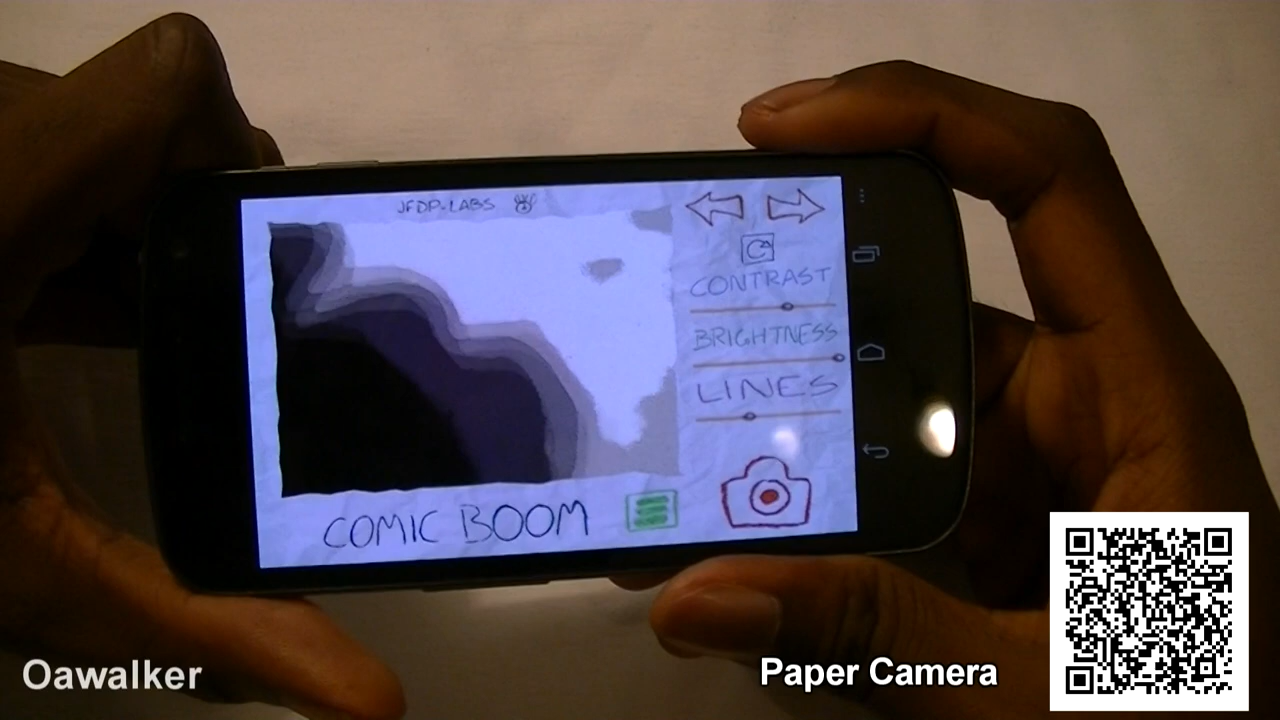 JFDP-LABS
CONTRAST
BRIGHTNESS
LINES
COMIC BOOM
Oawalker
Paper Camera